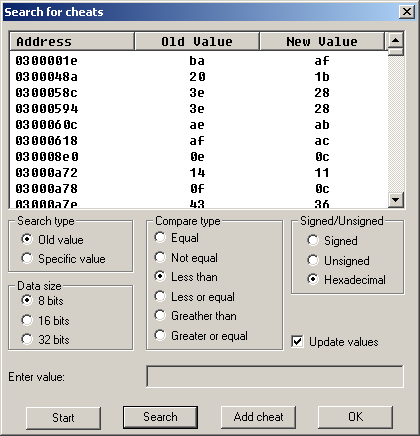 Search for cheats
Address Old Value New Value
0300001e ba af
0300048a 20 1b
0300058c 3e 28
03000594 3e 28
0300060c ae ab
03000618 af ac
030008e0 0e 0c
03000a72 14 11
03000a78 0f 0c
03000a7e 43 36
Search type
Old value
Specific value
Data size
8 bits
16 bits
32 bits
Compare type
Equal
Not equal
Less than
Less or equal
Greather than
Greater or equal
Signed/Unsigned
Signed
Unsigned
Hexadecimal
Update values
Enter value:
Start Search Add cheat OK